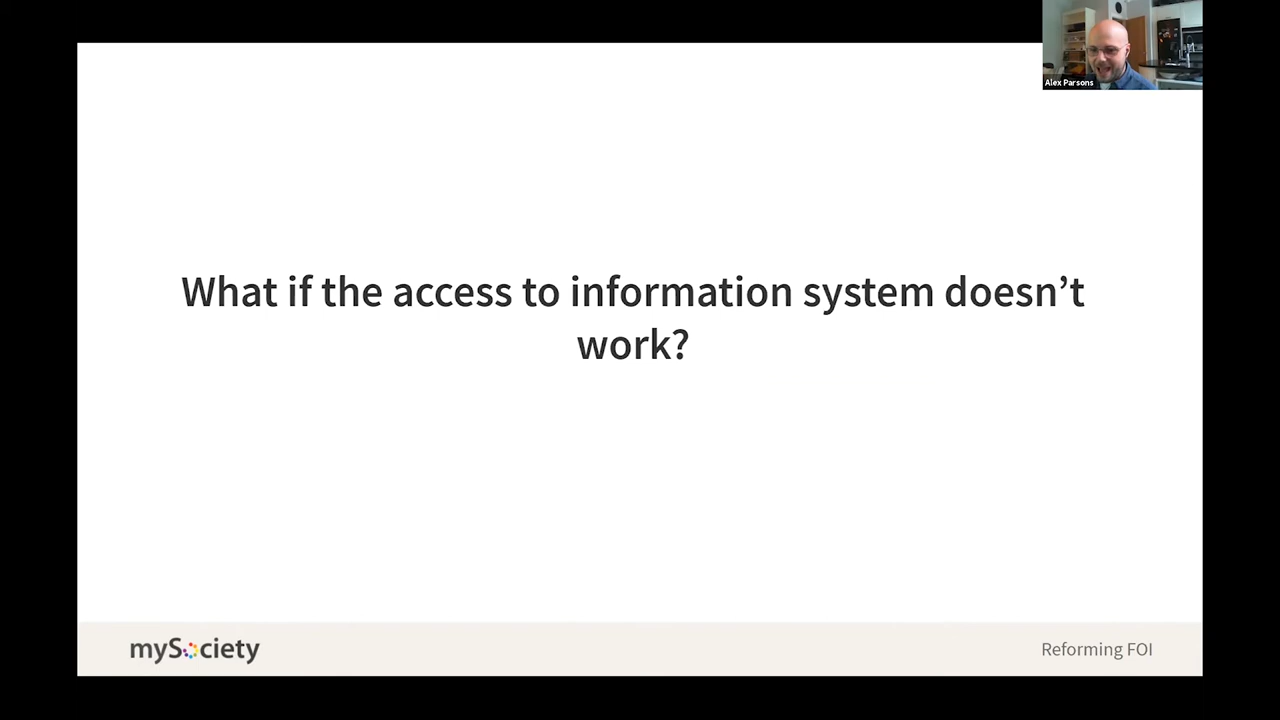 Alex Parsons
What if the access to information system doesn’t
work?
mySociety
Reforming FOI